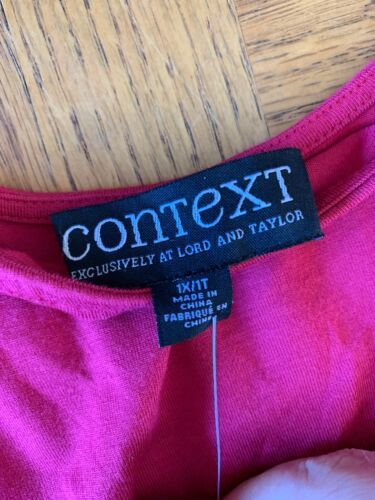 conTeXT
EXCLUSIVELY AT LORD AND TAYLOR
1X/1T
MADE IN
CHINA
FABRIQUE EN
CHINE